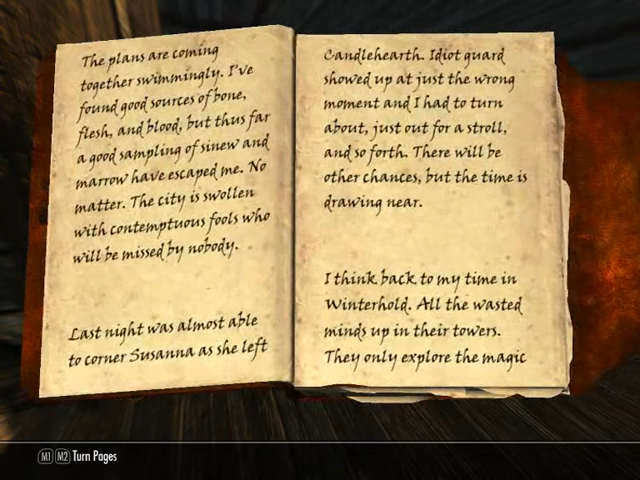 The plans are coming
together swimmingly. I've
found good sources of bone,
flesh, and blood, but thus far
a good sampling of sinew and
marrow have escaped me. No
matter. The city is swollen
with contemptuous fools who
will be missed by nobody.
Last night was almost able
to corner Susanna as she left
Candlehearth. Idiot guard
showed up at just the wrong
moment and I had to turn
about, just out for a stroll,
and so forth. There will be
other chances, but the time is
drawing near.
I think back to my time in
Winterhold. All the wasted
minds up in their towers.
They only explore the magic
M1 M2 Turn Pages